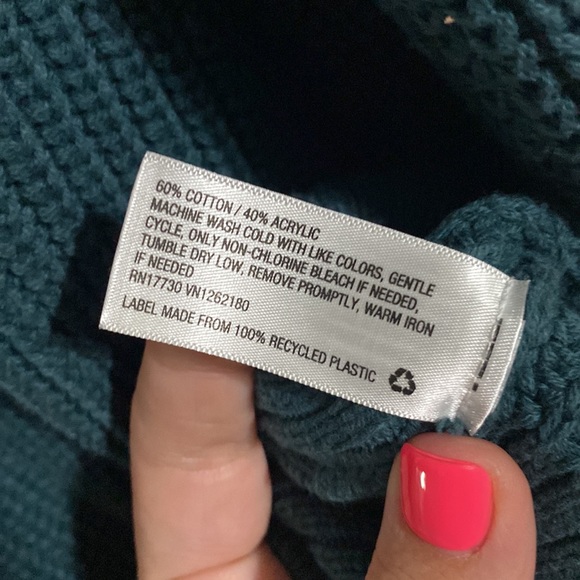 60% COTTON / 40% ACRYLIC
MACHINE WASH COLD WITH LIKE COLORS, GENTLE
CYCLE, ONLY NON-CHLORINE BLEACH IF NEEDED,
TUMBLE DRY LOW, REMOVE PROMPTLY, WARM IRON
IF NEEDED
RN17730 VN1262180
LABEL MADE FROM 100% RECYCLED PLASTIC